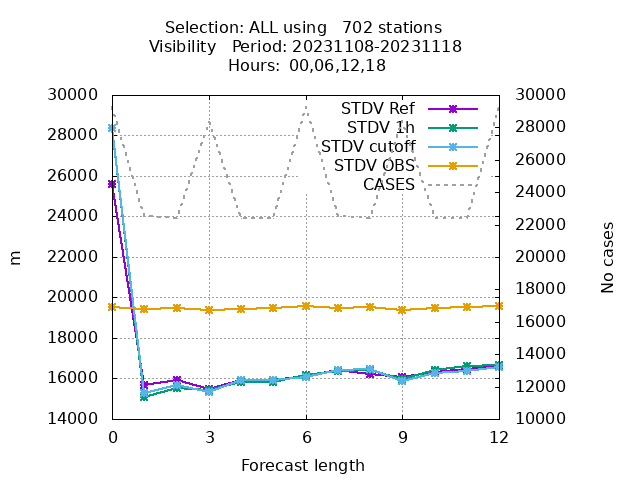 Selection: ALL using   702 stations
Visibility   Period: 20231108-20231118
Hours: 00,06,12,18
30000
28000
26000
24000
22000
20000
18000
16000
14000
m
STDV Ref
STDV 1h
STDV cutoff
STDV OBS
CASES
30000
28000
26000
24000
22000
20000
18000
16000
14000
12000
10000
No cases
0 3 6 9 12
Forecast length